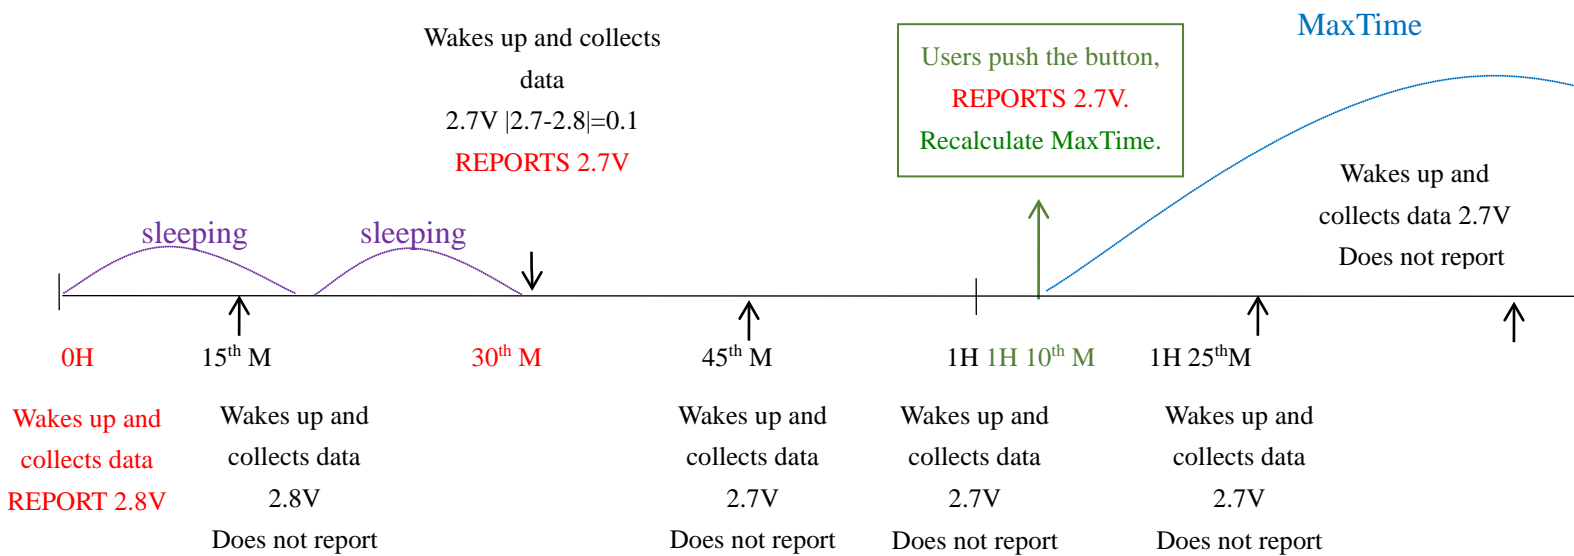 Wakes up and collects
data
2.7V |2.7-2.8|=0.1
REPORTS 2.7V
Users push the button,
REPORTS 2.7V.
Recalculate MaxTime.
MaxTime
Wakes up and
collects data 2.7V
Does not report
sleeping
sleeping
0H
15th M
30th M
45th M
1H
1H 10th M
1H 25thM
Wakes up and
collects data
REPORT 2.8V
Wakes up and
collects data
2.8V
Does not report
Wakes up and
collects data
2.7V
Does not report
Wakes up and
collects data
2.7V
Does not report
Wakes up and
collects data
2.7V
Does not report